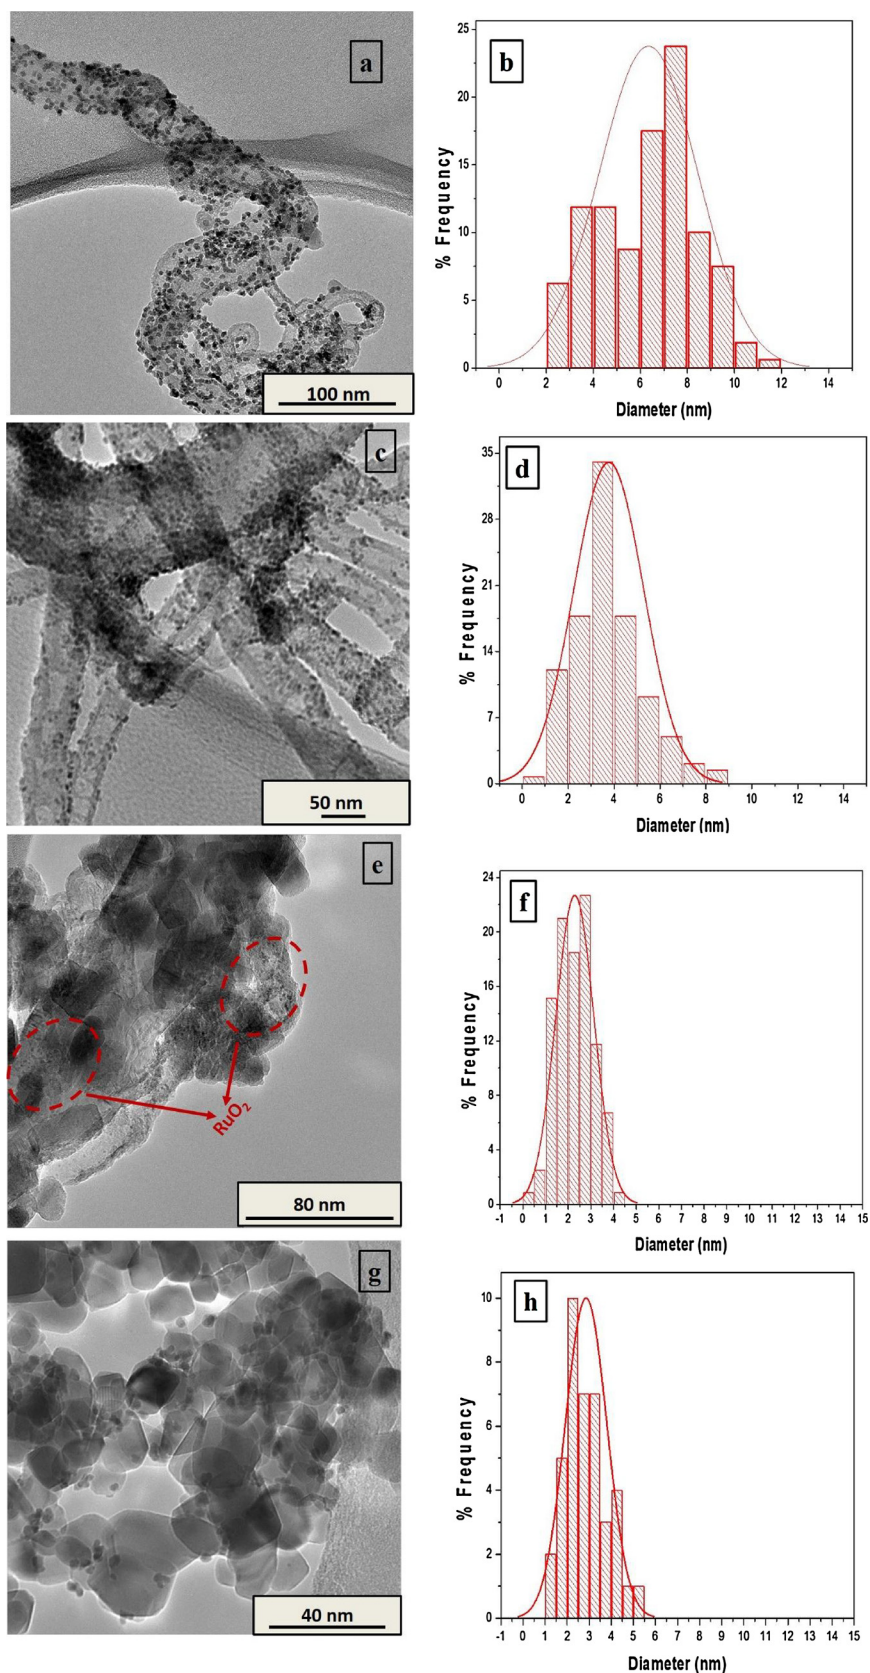 a
100 nm
b
25
20
15
10
5
0
% Frequency
0 2 4 6 8 10 12 14
Diameter (nm)
c
50 nm
d
35
28
21
14
7
0
% Frequency
0 2 4 6 8 10 12 14
Diameter (nm)
e
RuO₂
80 nm
f
24
20
16
12
8
4
0
% Frequency
-1 0 1 2 3 4 5 6 7 8 9 10 11 12 13 14 15
Diameter (nm)
g
40 nm
h
10
8
6
4
2
0
% Frequency
-1 0 1 2 3 4 5 6 7 8 9 10 11 12 13 14 15
Diameter (nm)